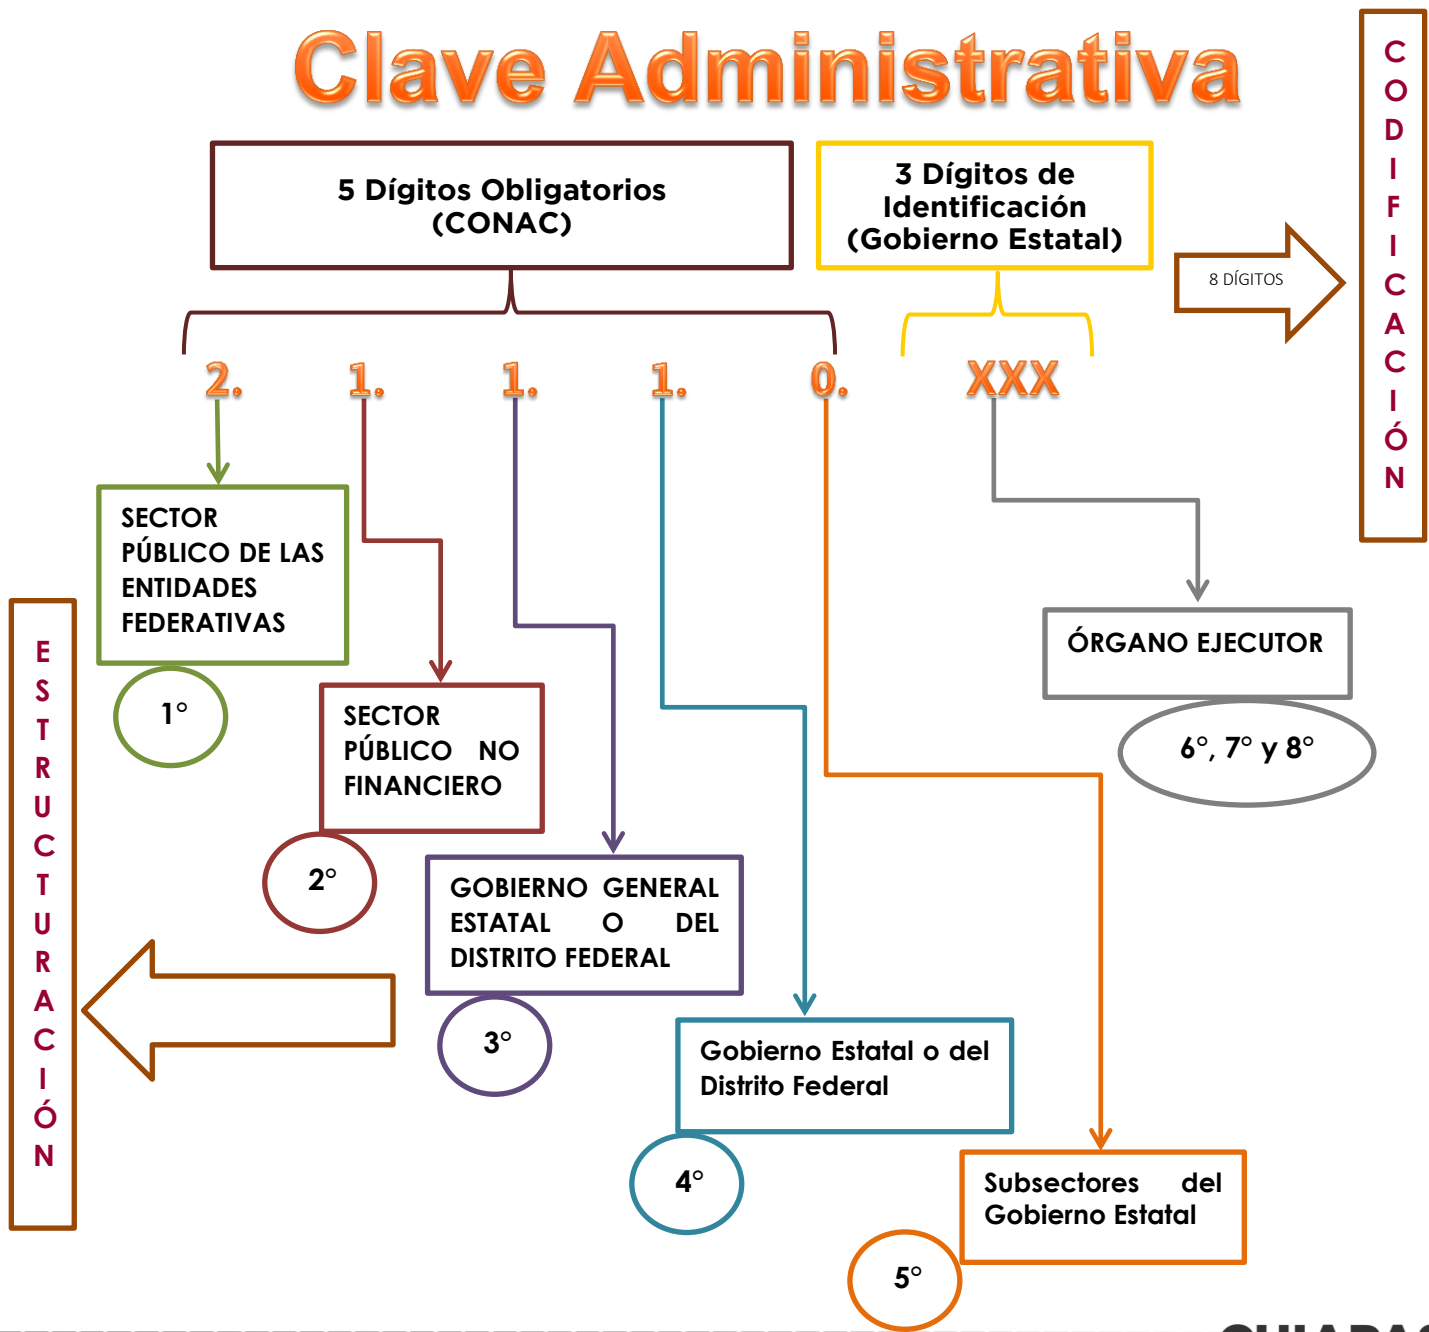 Clave Administrativa
5 Dígitos Obligatorios
(CONAC)
3 Dígitos de
Identificación
(Gobierno Estatal)
8 DÍGITOS
CODIFICACIÓN
2.
1.
1.
1.
0.
XXX
SECTOR
PÚBLICO DE LAS
ENTIDADES
FEDERATIVAS
1°
SECTOR
PÚBLICO NO
FINANCIERO
2°
GOBIERNO GENERAL
ESTATAL O DEL
DISTRITO FEDERAL
3°
Gobierno Estatal o del
Distrito Federal
4°
Subsectores del
Gobierno Estatal
5°
ÓRGANO EJECUTOR
6°, 7° y 8°
ESTRUCTURACIÓN